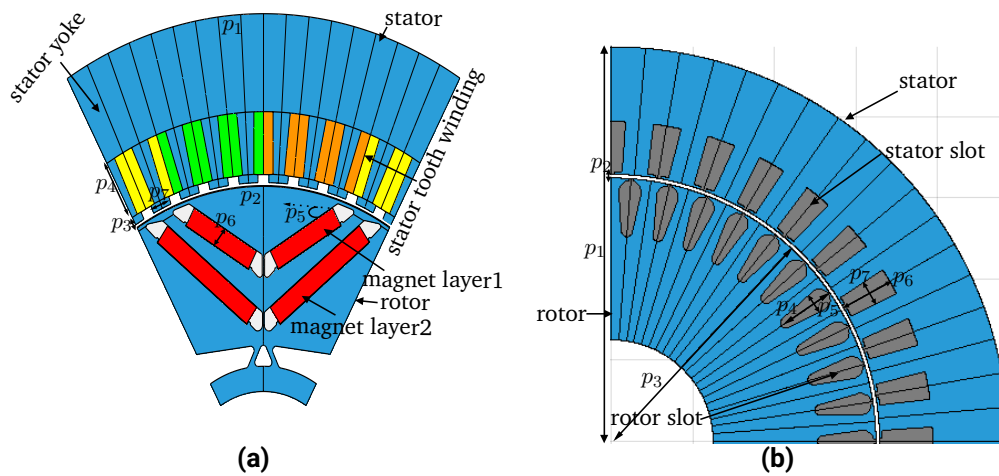 p1
stator
stator yoke
stator tooth winding
p4
p7
p3
p2
p5
p6
magnet layer1
rotor
magnet layer2
(a)
stator
stator slot
p2
p1
p7
p6
p4
p5
rotor
p3
rotor slot
(b)